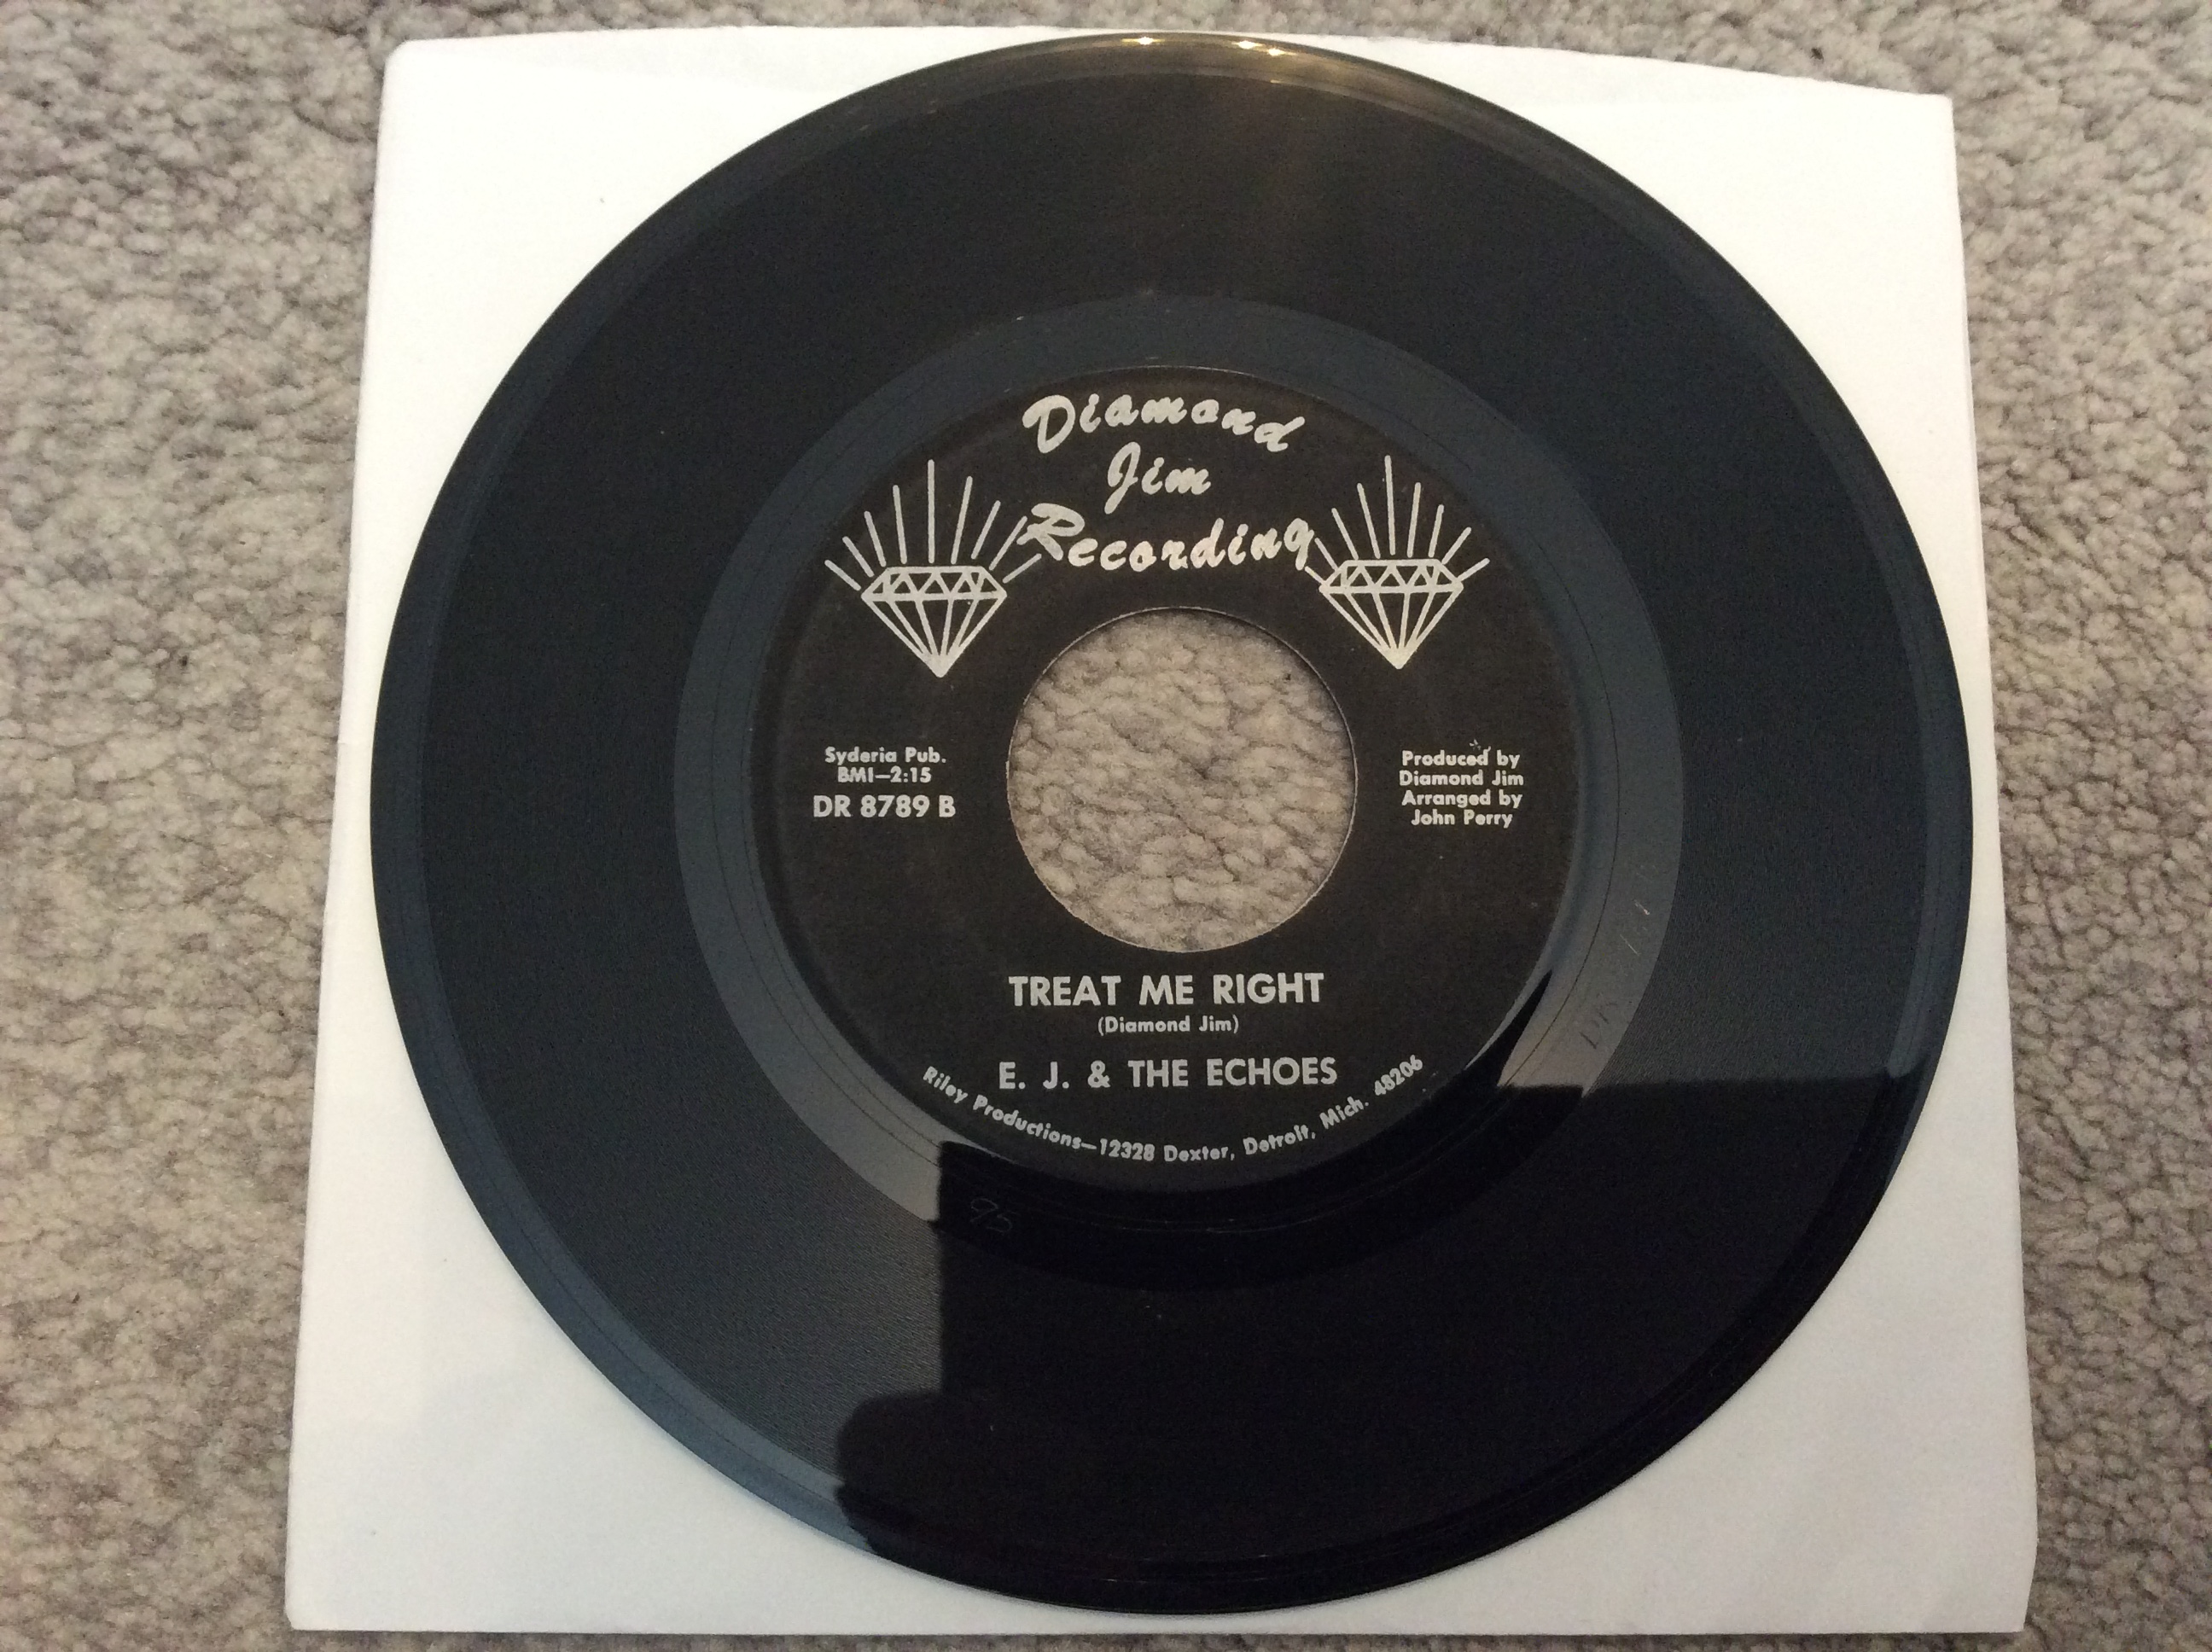 Diamond
Jim
Recording
Syderia Pub.
BMI—2:15
DR 8789 B
Produced by
Diamond Jim
Arranged by
John Perry
TREAT ME RIGHT
(Diamond Jim)
E. J. & THE ECHOES
Riley Productions—12328 Dexter, Detroit, Mich. 48206
95